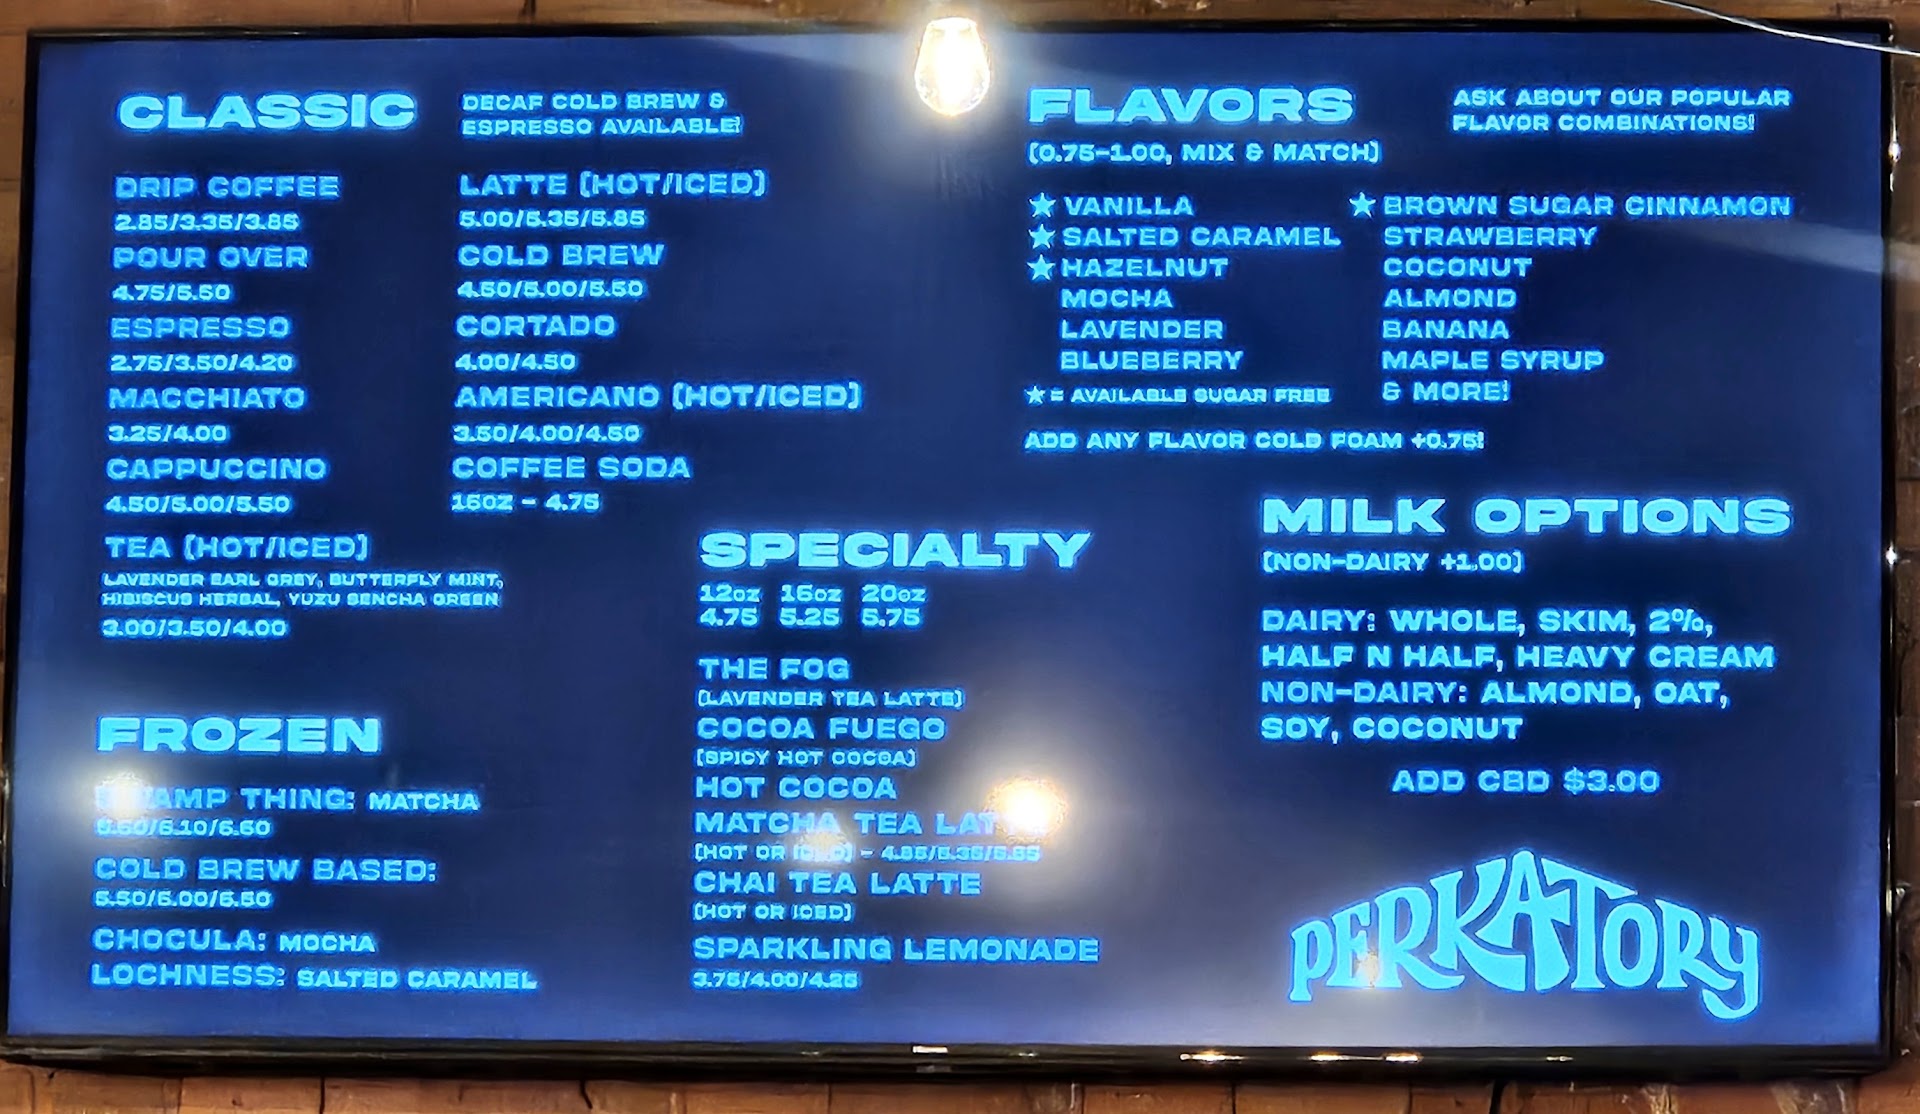 CLASSIC
DECAF COLD BREW &
ESPRESSO AVAILABLE!
DRIP COFFEE
2.85/3.35/3.85
POUR OVER
4.75/5.50
ESPRESSO
2.75/3.50/4.20
MACCHIATO
3.25/4.00
CAPPUCCINO
4.50/5.00/5.50
TEA (HOT/ICED)
LAVENDER EARL GREY, BUTTERFLY MINT,
HIBISCUS HERBAL, YUZU SENCHA GREEN
3.00/3.50/4.00
LATTE (HOT/ICED)
5.00/5.35/5.85
COLD BREW
4.50/5.00/5.50
CORTADO
4.00/4.50
AMERICANO (HOT/ICED)
3.50/4.00/4.50
COFFEE SODA
16OZ - 4.75
FROZEN
THING: MATCHA
COLD BREW BASED:
5.50/6.00/6.50
CHOCULA: MOCHA
LOCHNESS: SALTED CARAMEL
SPECIALTY
12oz 16oz 20oz
4.75 5.25 5.75
THE FOG
(LAVENDER TEA LATTE)
COCOA FUEGO
(SPICY HOT COCOA)
HOT COCOA
MATCHA TEA
(HOT OR - 4.85/5.35/5.85
CHAI TEA LATTE
(HOT OR ICED)
SPARKLING LEMONADE
3.75/4.00/4.25
FLAVORS
ASK ABOUT OUR POPULAR
FLAVOR COMBINATIONS!
(0.75-1.00, MIX & MATCH)
★ VANILLA
★ SALTED CARAMEL
★ HAZELNUT
MOCHA
LAVENDER
BLUEBERRY
★ = AVAILABLE SUGAR FREE
★ BROWN SUGAR CINNAMON
STRAWBERRY
COCONUT
ALMOND
BANANA
MAPLE SYRUP
& MORE!
ADD ANY FLAVOR COLD FOAM +0.75!
MILK OPTIONS
(NON-DAIRY +1.00)
DAIRY: WHOLE, SKIM, 2%,
HALF N HALF, HEAVY CREAM
NON-DAIRY: ALMOND, OAT,
SOY, COCONUT
ADD CBD $3.00
PERKATORY